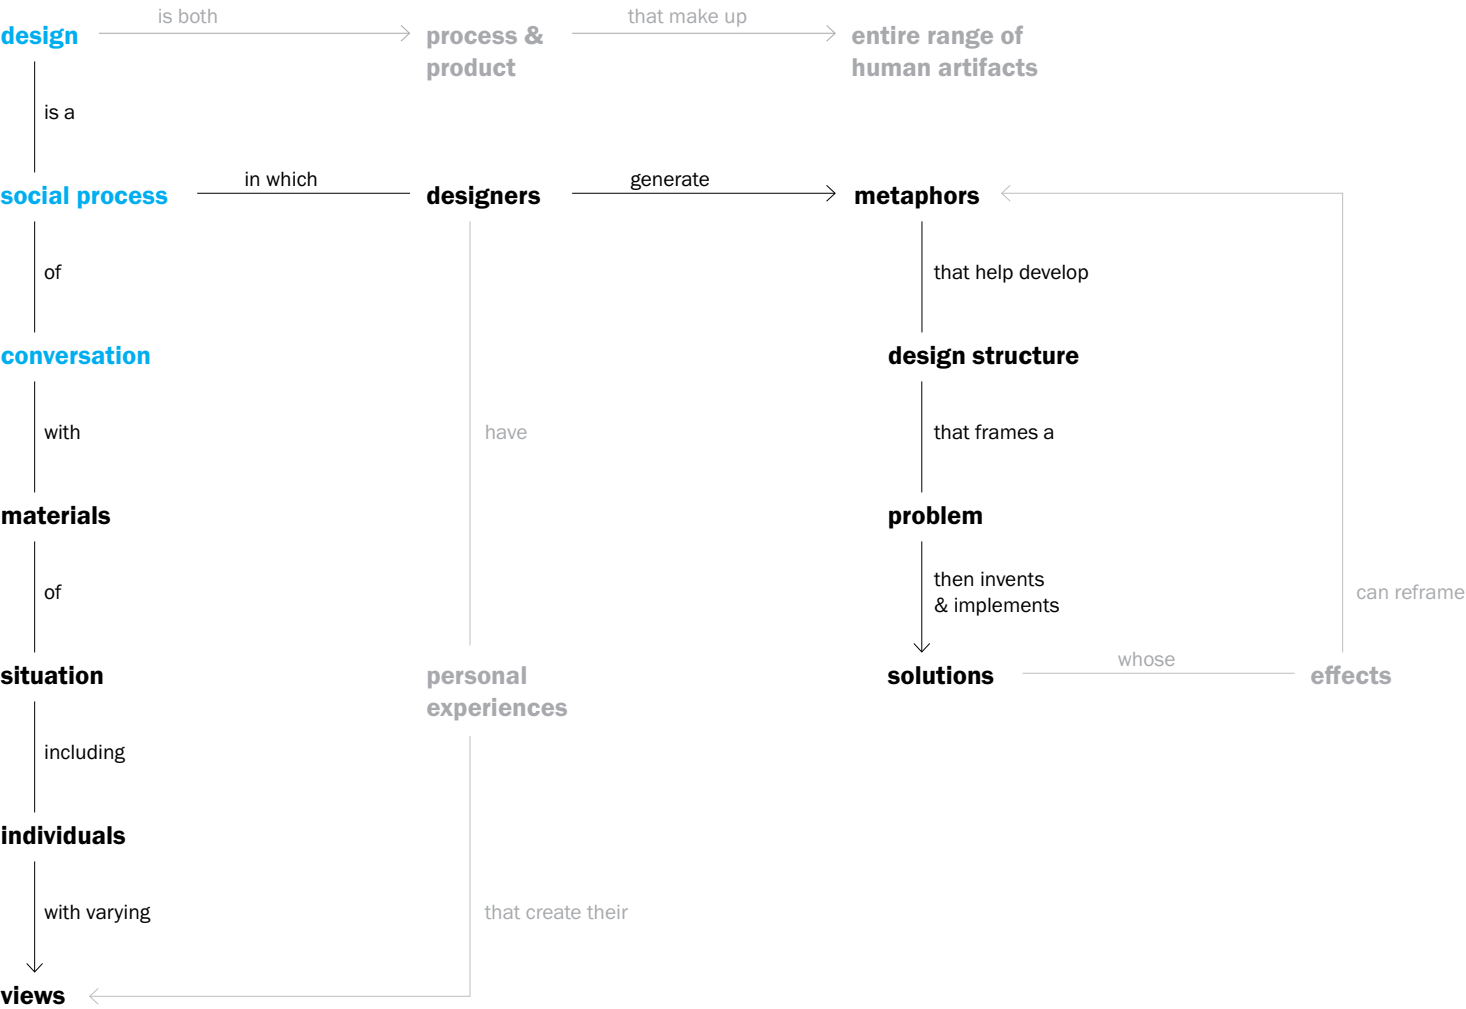 is both
that make up
design
process &
product
entire range of
human artifacts
is a
social process
in which
designers
generate
metaphors
of
that help develop
conversation
design structure
with
have
that frames a
materials
problem
of
then invents
& implements
can reframe
situation
personal
experiences
solutions
whose
effects
including
individuals
with varying
that create their
views